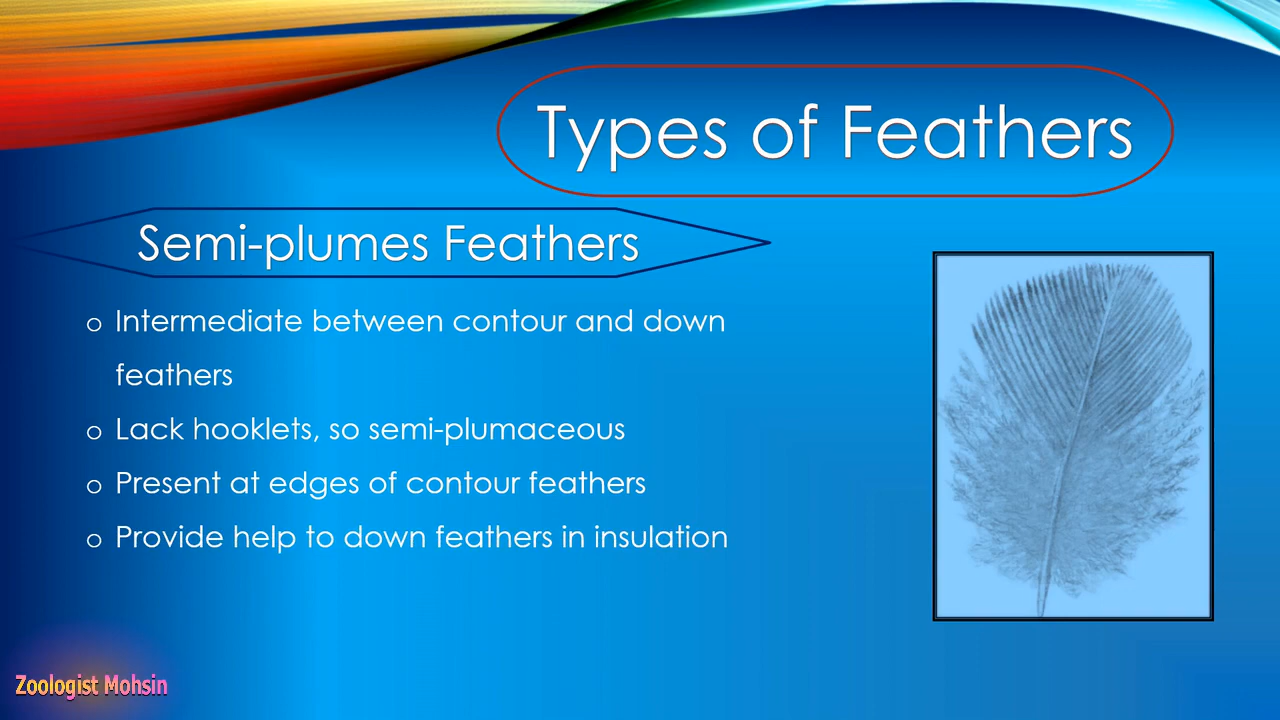 Types of Feathers
Semi-plumes Feathers
o Intermediate between contour and down
feathers
o Lack hooklets, so semi-plumaceous
o Present at edges of contour feathers
o Provide help to down feathers in insulation
Zoologist Mohsin